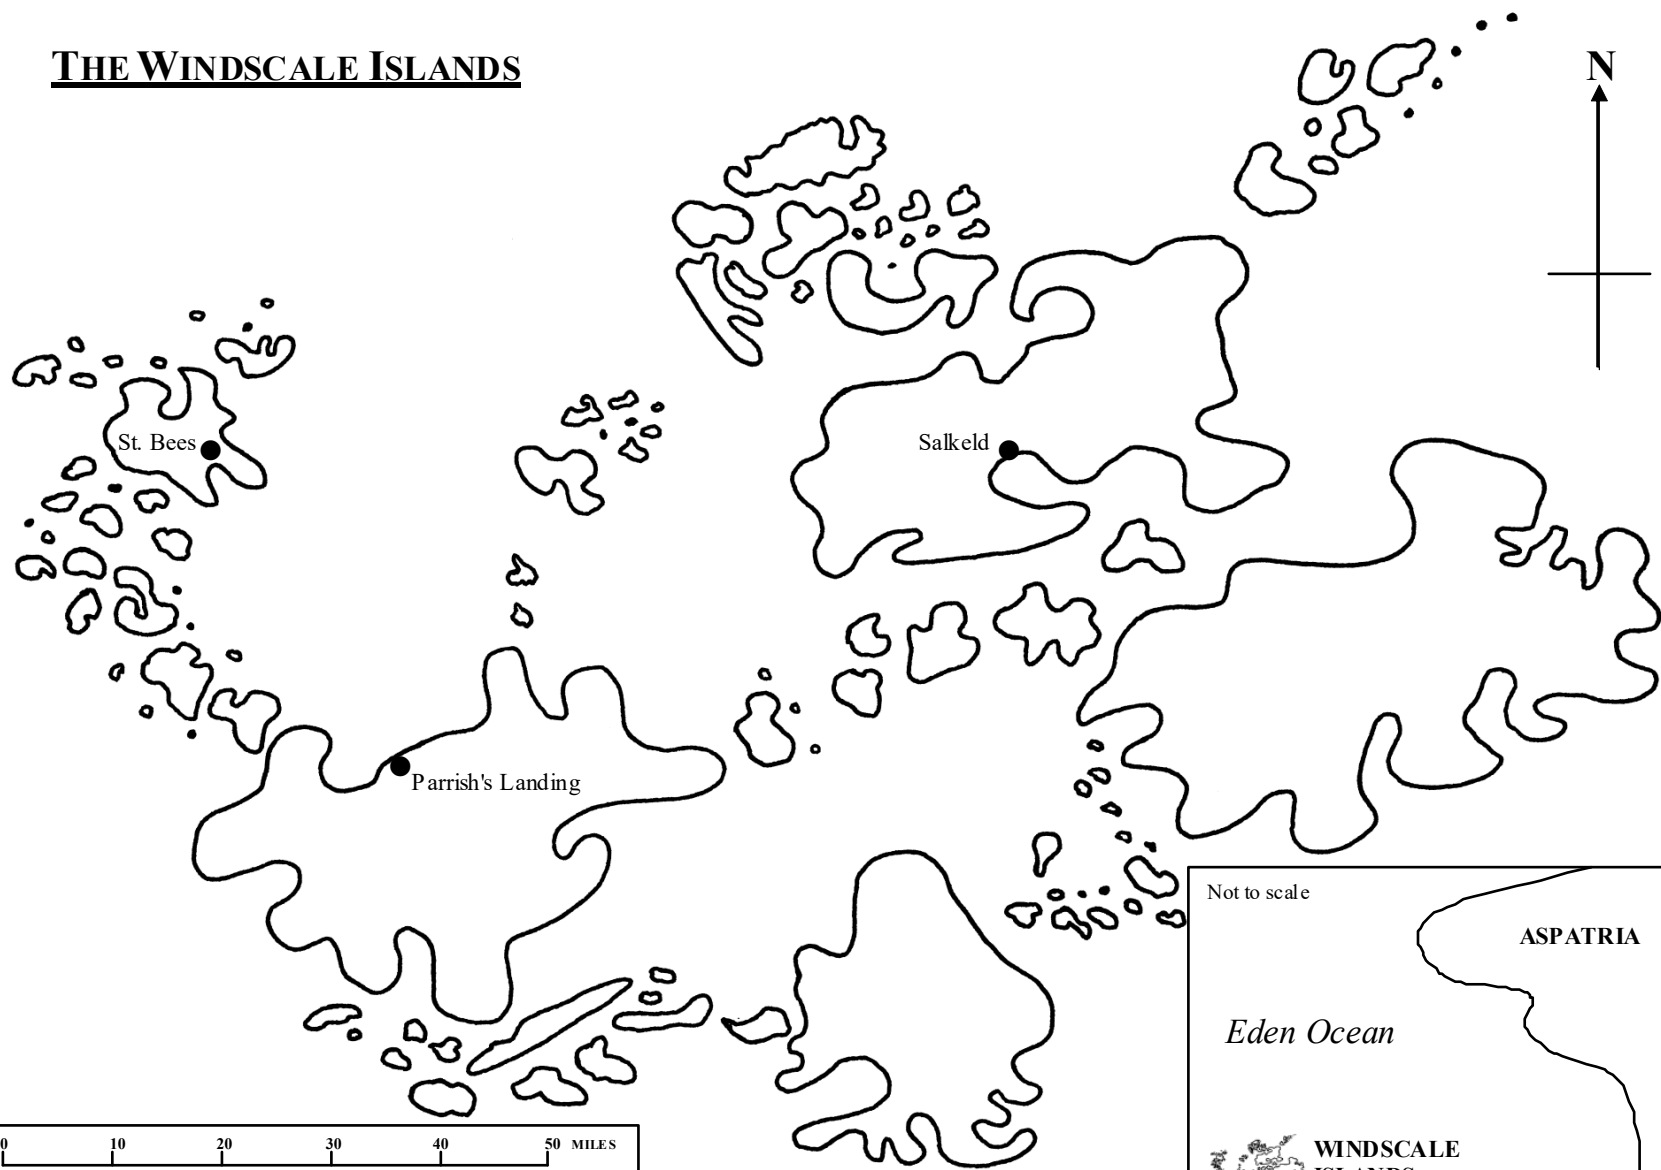 THE WINDSCALE ISLANDS
N
St. Bees
Salkeld
Parrish's Landing
Not to scale
ASPATRIA
Eden Ocean
WINDSCALE
ISLANDS
0 10 20 30 40 50 MILES